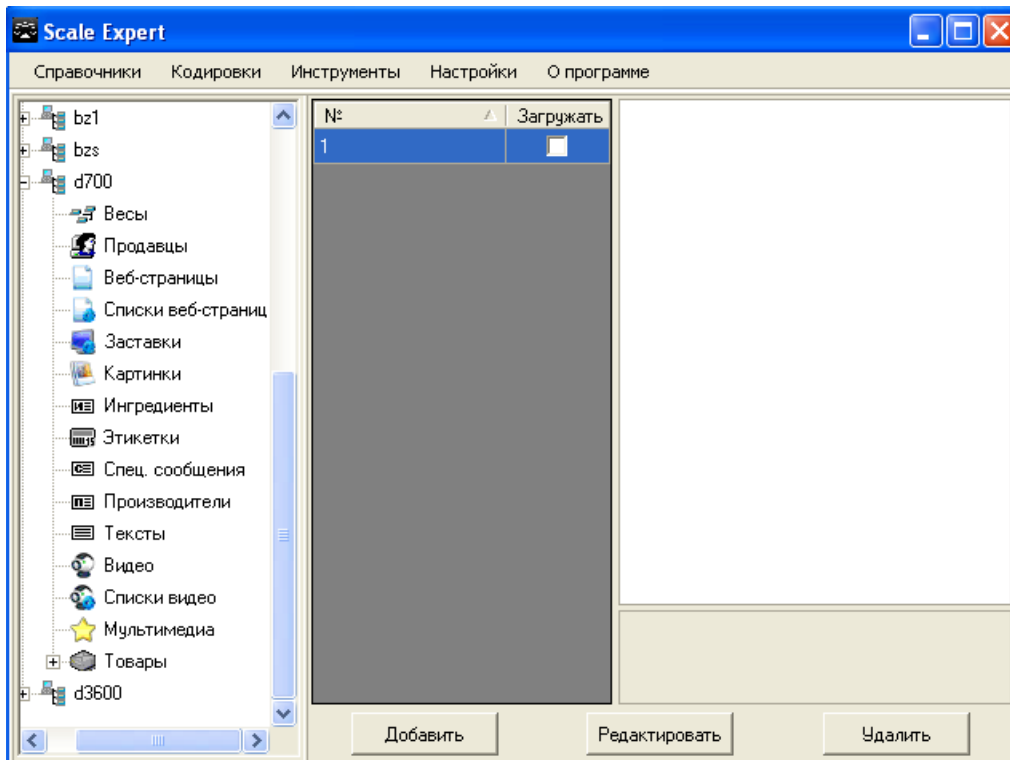 Scale Expert
Справочники Кодировки Инструменты Настройки О программе
bz1
bzs
d700
Весы
Продавцы
Веб-страницы
Списки веб-страниц
Заставки
Картинки
Ингредиенты
Этикетки
Спец. сообщения
Производители
Тексты
Видео
Списки видео
Мультимедиа
Товары
d3600
№ Загружать
1
Добавить Редактировать Удалить